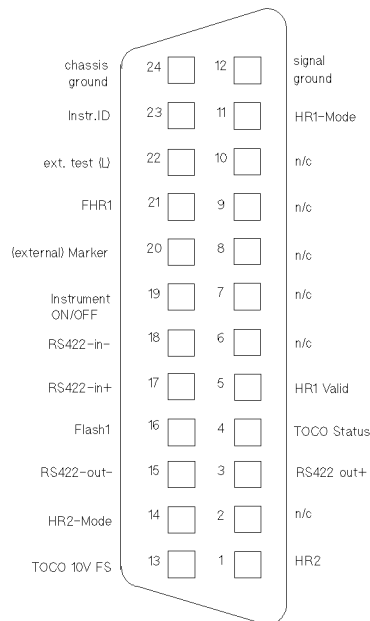 chassis ground 24 12 signal ground
Instr.ID 23 11 HR1-Mode
ext. test (L) 22 10 n/c
FHR1 21 9 n/c
(external) Marker 20 8 n/c
Instrument ON/OFF 19 7 n/c
RS422-in- 18 6 n/c
RS422-in+ 17 5 HR1 Valid
Flash1 16 4 TOCO Status
RS422-out- 15 3 RS422 out+
HR2-Mode 14 2 n/c
TOCO 10V FS 13 1 HR2